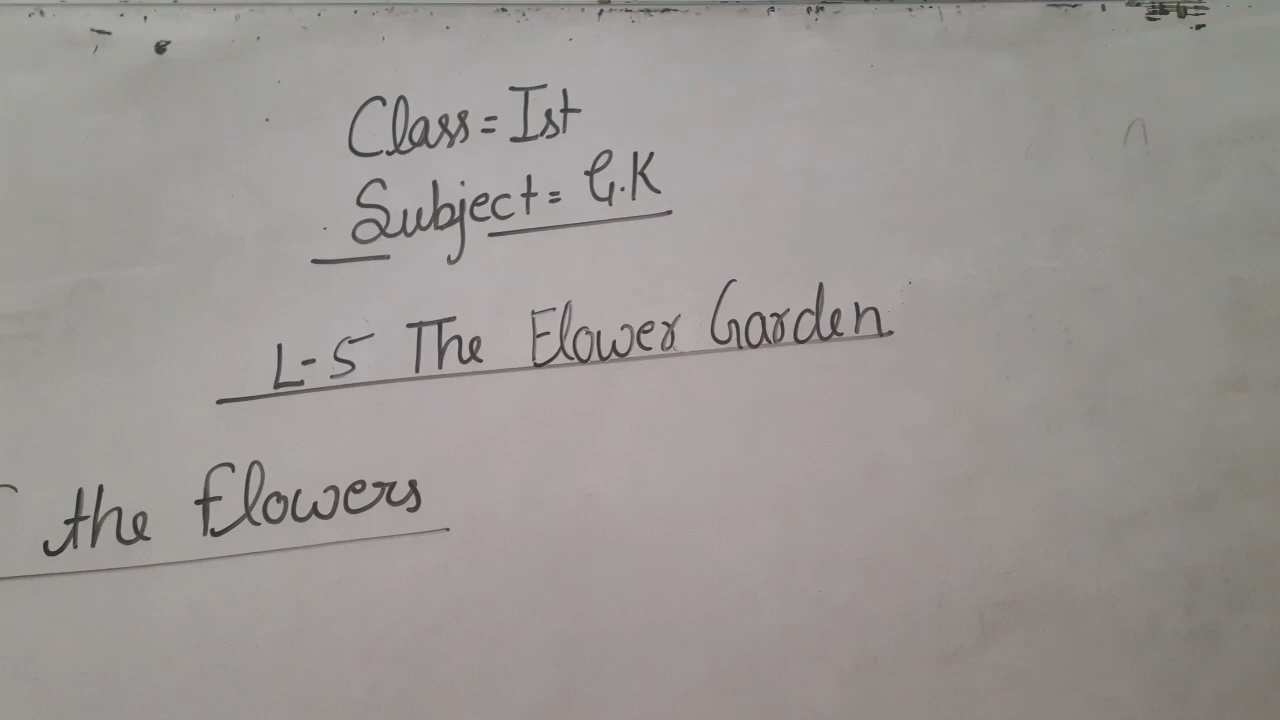 Class = Ist
Subject = G.K
L-5 The Flower Garden
the flowers